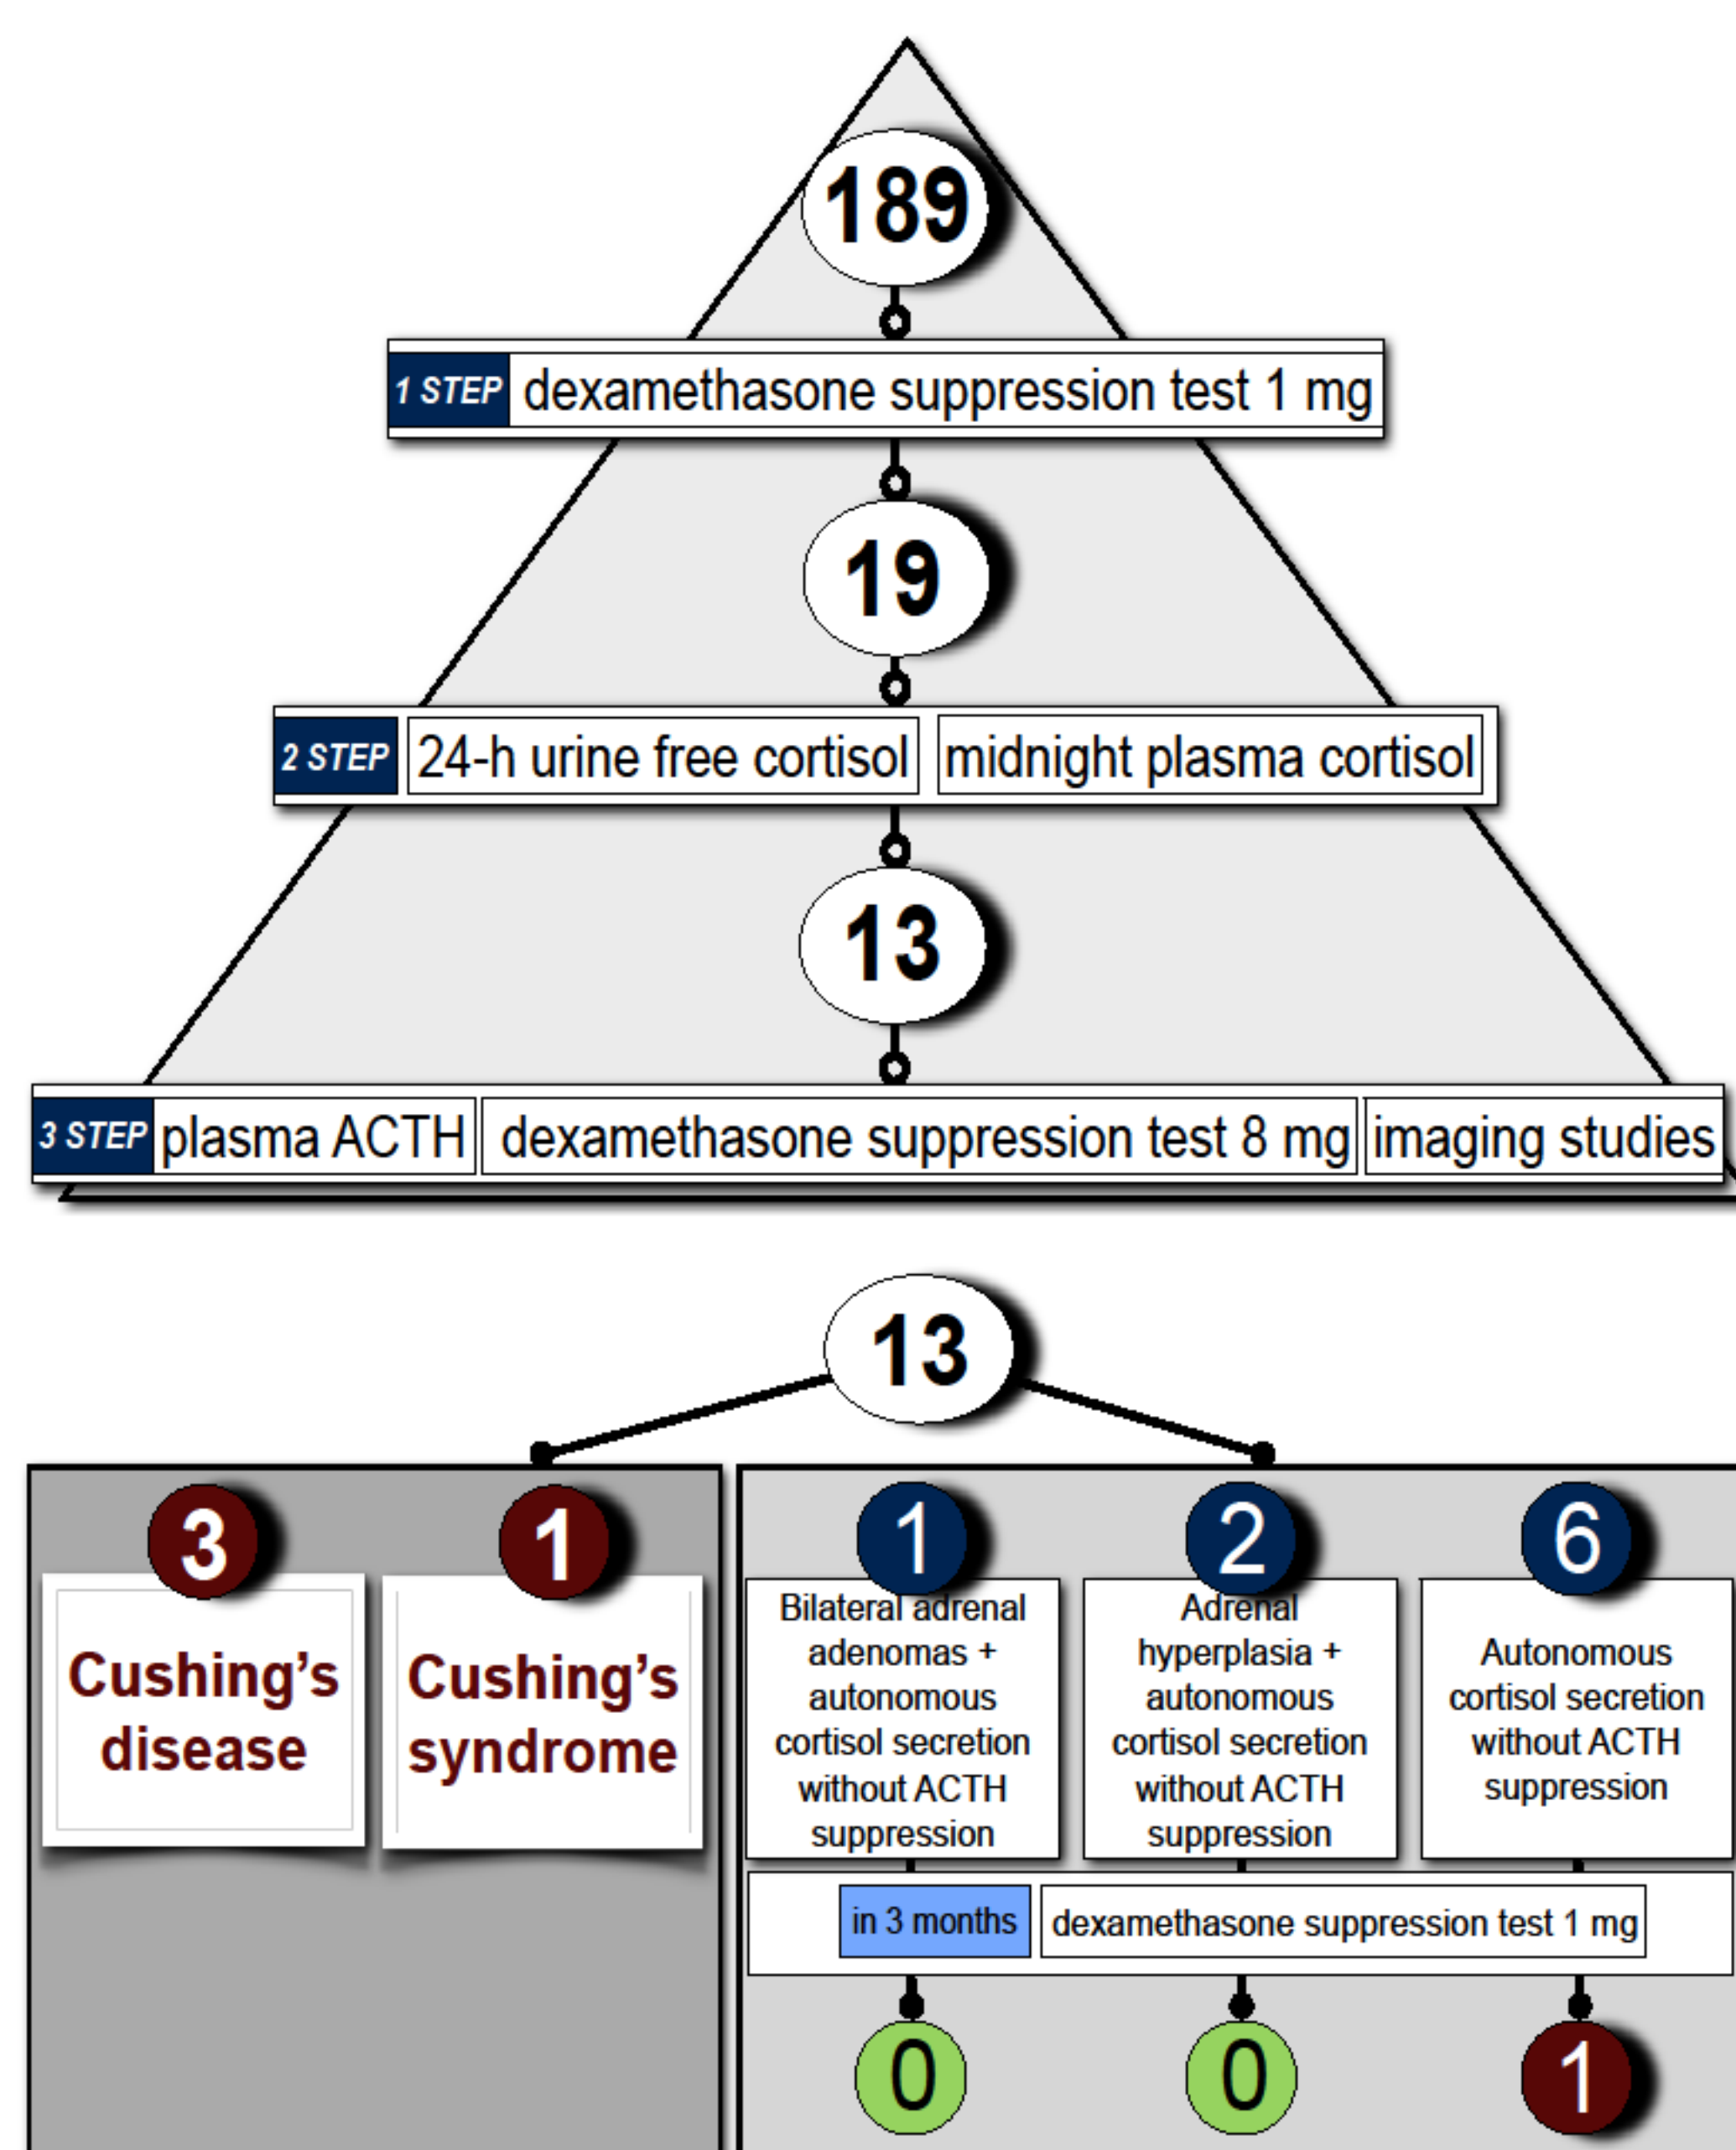 189
1 STEP dexamethasone suppression test 1 mg
19
2 STEP 24-h urine free cortisol midnight plasma cortisol
13
3 STEP plasma ACTH dexamethasone suppression test 8 mg imaging studies
13
3
Cushing's
disease
1
Cushing's
syndrome
1
Bilateral adrenal
adenomas +
autonomous
cortisol secretion
without ACTH
suppression
2
Adrenal
hyperplasia +
autonomous
cortisol secretion
without ACTH
suppression
6
Autonomous
cortisol secretion
without ACTH
suppression
in 3 months dexamethasone suppression test 1 mg
0
0
1